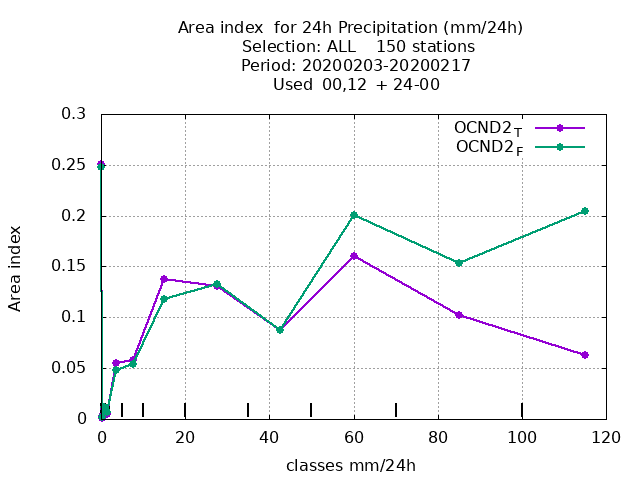 Area index  for 24h Precipitation (mm/24h)
Selection: ALL    150 stations
Period: 20200203-20200217
Used  00,12  + 24-00
OCND2T
OCND2F
0.3
0.25
0.2
0.15
0.1
0.05
0
Area index
0 20 40 60 80 100 120
classes mm/24h